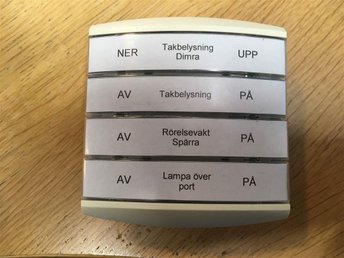 NER Takbelysning Dimra UPP
AV Takbelysning PÅ
AV Rörelsevakt Spärra PÅ
AV Lampa över port PÅ